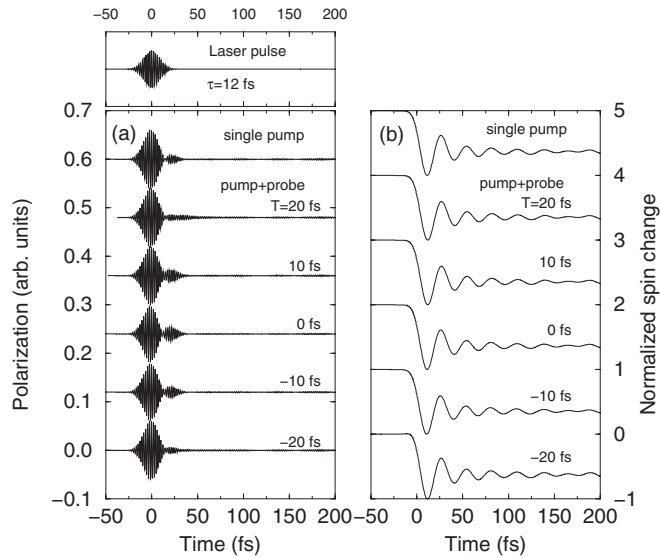 −50 0 50 100 150 200
Laser pulse
τ=12 fs
0.7
0.6
0.5
0.4
0.3
0.2
0.1
0.0
−0.1
Polarization (arb. units)
(a)
single pump
pump+probe
T=20 fs
10 fs
0 fs
−10 fs
−20 fs
−50 0 50 100 150 200
Time (fs)
(b)
single pump
pump+probe
T=20 fs
10 fs
0 fs
−10 fs
−20 fs
5
4
3
2
1
0
−1
Normalized spin change
−50 0 50 100 150 200
Time (fs)